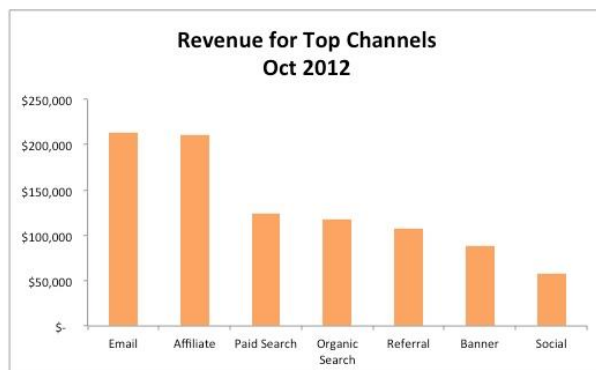 Revenue for Top Channels
Oct 2012
$250,000
$200,000
$150,000
$100,000
$50,000
$-
Email Affiliate Paid Search Organic Search Referral Banner Social